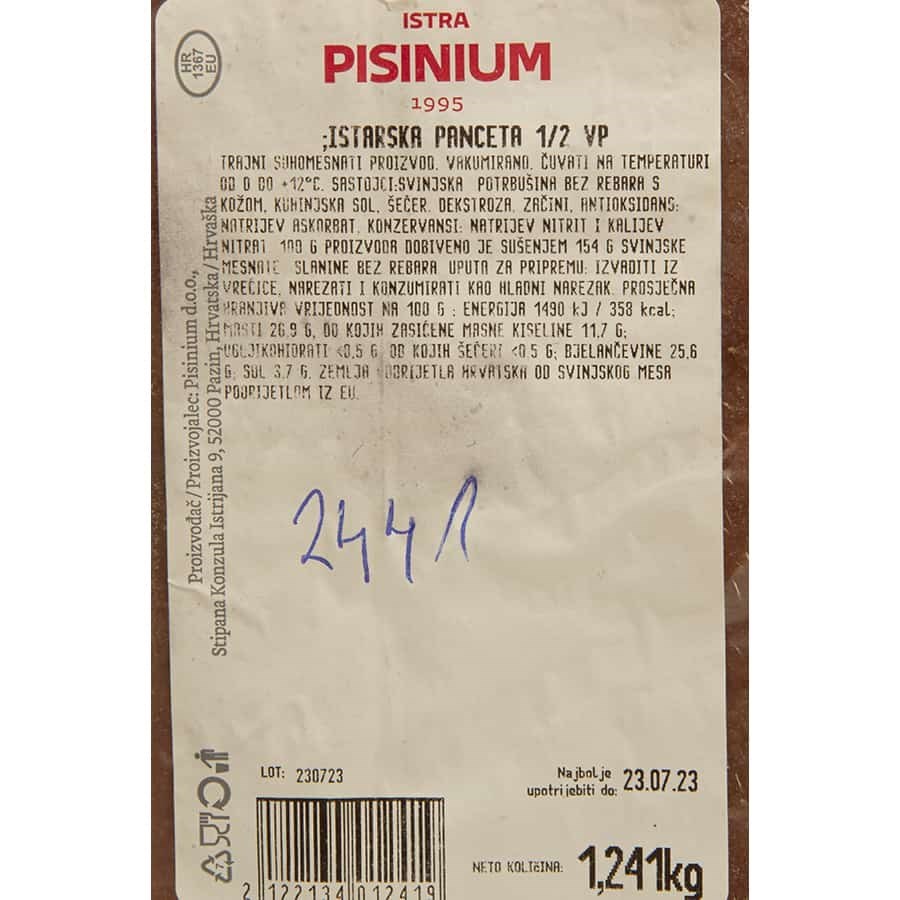 ISTRA
PISINIUM
1995
HR
1367
EU
;ISTARSKA PANCETA 1/2 VP
TRAJNI SUHOMESNATI PROIZVOD. VAKUMIRANO. ČUVATI NA TEMPERATURI
OD 0 DO +12°C. SASTOJCI:SVINJSKA POTRBUŠINA BEZ REBARA S
KOŽOM, KUHINJSKA SOL, ŠEĆER. DEKSTROZA, ZAČINI, ANTIOKSIDANS:
NATRIJEV ASKORBAT, KONZERVANSI: NATRIJEV NITRIT I KALIJEV
NITRAT. 100 G PROIZVODA DOBIVENO JE SUŠENJEM 154 G SVINJSKE
MESNATE SLANINE BEZ REBARA UPUTA ZA PRIPREMU: IZVADITI IZ
VREĆICE, NAREZATI I KONZUMIRATI KAO HLADNI NAREZAK. PROSJEČNA
HRANJIVA VRIJEDNOST NA 100 G : ENERGIJA 1490 kJ / 358 kcal;
MASTI 26,9 G, OD KOJIH ZASIĆENE MASNE KISELINE 11,7 G;
UGLJIKOHIDRATI <0,5 G, OD KOJIH ŠEĆERI <0,5 G; BJELANČEVINE 25,6
G, SOL 3,7 G. ZEMLJA PODRIJETLA HRVATSKA OD SVINJSKOG MESA
PODRIJETLOM IZ EU.
Proizvođač/Proizvajalec: Pisinium d.o.o.,
Stipana Konzula Istrijana 9, 52000 Pazin, Hrvatska/Hrvaška
2441
LOT: 230723
Najbolje
upotrijebiti do: 23.07.23
NETO KOLIČINA: 1,241kg
2 122134 012419
7